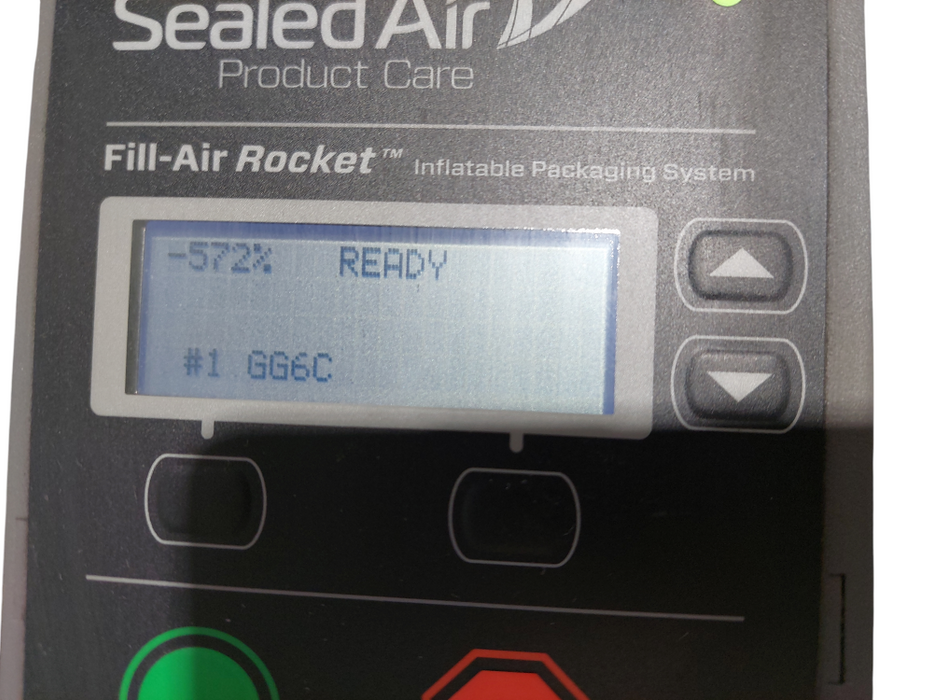 Sealed Air
Product Care
Fill-Air Rocket™ Inflatable Packaging System
-572% READY
#1 GG6C